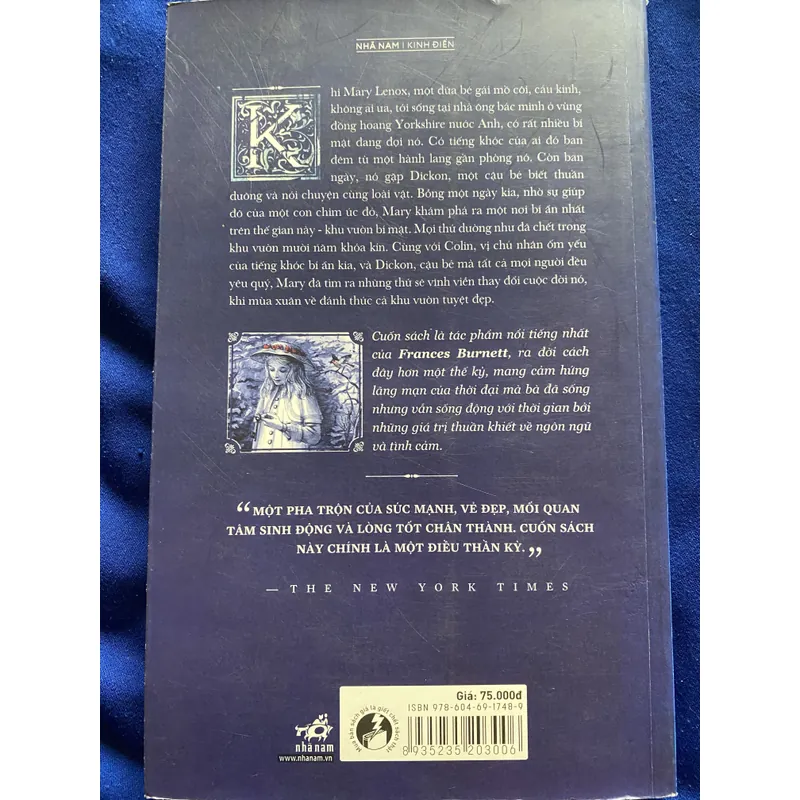 NHÃ NAM | KINH ĐIỂN
Khi Mary Lenox, một đứa bé gái mồ côi, cáu kỉnh,
không ai ưa, tới sống tại nhà ông bác mình ở vùng
đồng hoang Yorkshire nước Anh, có rất nhiều bí
mật đang đợi nó. Có tiếng khóc của ai đó ban
đêm từ một hành lang gần phòng nó. Còn ban
ngày, nó gặp Dickon, một cậu bé biết thuần
dưỡng và nói chuyện cùng loài vật. Bỗng một ngày kia, nhờ sự giúp
đỡ của một con chim ức đỏ, Mary khám phá ra một nơi bí ẩn nhất
trên thế gian này - khu vườn bí mật. Mọi thứ dường như đã chết trong
khu vườn mười năm khóa kín. Cùng với Colin, vị chủ nhân ốm yếu
của tiếng khóc bí ẩn kia, và Dickon, cậu bé mà tất cả mọi người đều
yêu quý, Mary đã tìm ra những thứ sẽ vĩnh viễn thay đổi cuộc đời nó,
khi mùa xuân về đánh thức cả khu vườn tuyệt đẹp.
Cuốn sách là tác phẩm nổi tiếng nhất
của Frances Burnett, ra đời cách
đây hơn một thế kỷ, mang cảm hứng
lãng mạn của thời đại mà bà đã sống
nhưng vẫn sống động với thời gian bởi
những giá trị thuần khiết về ngôn ngữ
và tình cảm.
“MỘT PHA TRỘN CỦA SỨC MẠNH, VẺ ĐẸP, MỐI QUAN
TÂM SINH ĐỘNG VÀ LÒNG TỐT CHÂN THÀNH. CUỐN SÁCH
NÀY CHÍNH LÀ MỘT ĐIỀU THẦN KỲ.”
— THE NEW YORK TIMES
Giá: 75.000đ
ISBN 978-604-69-1748-9
8935235203006
Mua bán sách giả là giết chết sách thật
nhã nam
www.nhanam.vn